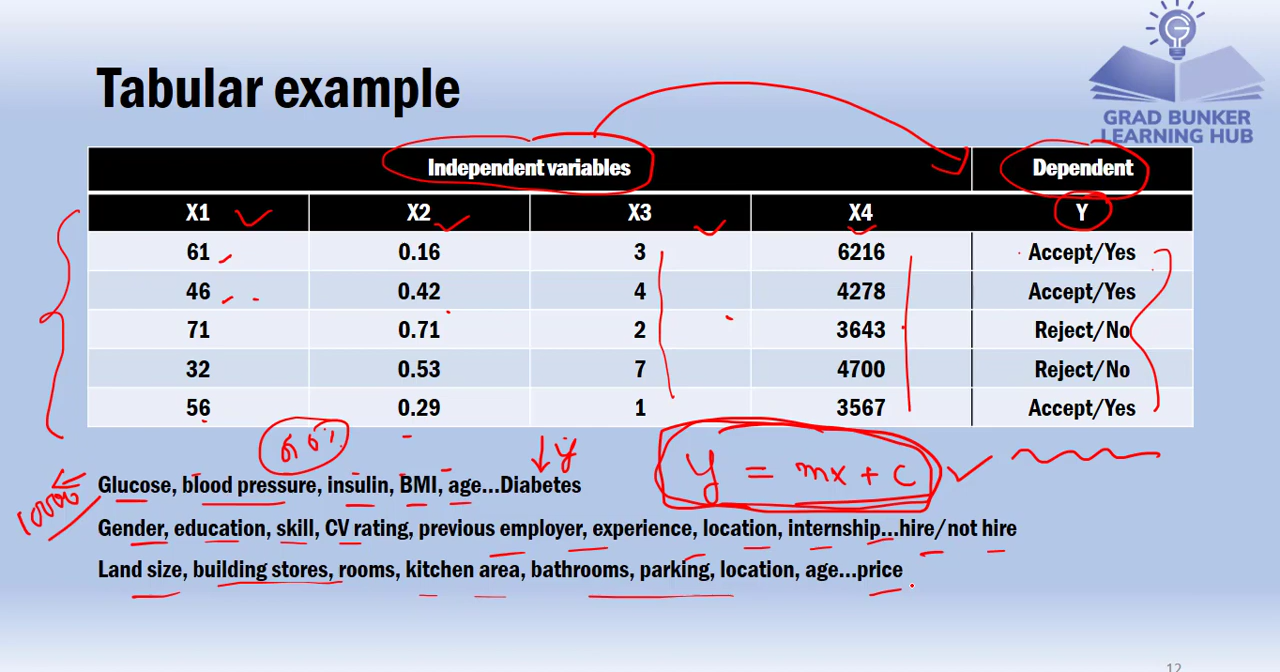 Tabular example
GRAD BUNKER
LEARNING HUB
Independent variables Dependent
X1 X2 X3 X4 Y
61 0.16 3 6216 Accept/Yes
46 0.42 4 4278 Accept/Yes
71 0.71 2 3643 Reject/No
32 0.53 7 4700 Reject/No
56 0.29 1 3567 Accept/Yes
y
y = mx + c
Glucose, blood pressure, insulin, BMI, age...Diabetes
Gender, education, skill, CV rating, previous employer, experience, location, internship...hire/not hire
Land size, building stores, rooms, kitchen area, bathrooms, parking, location, age...price
12